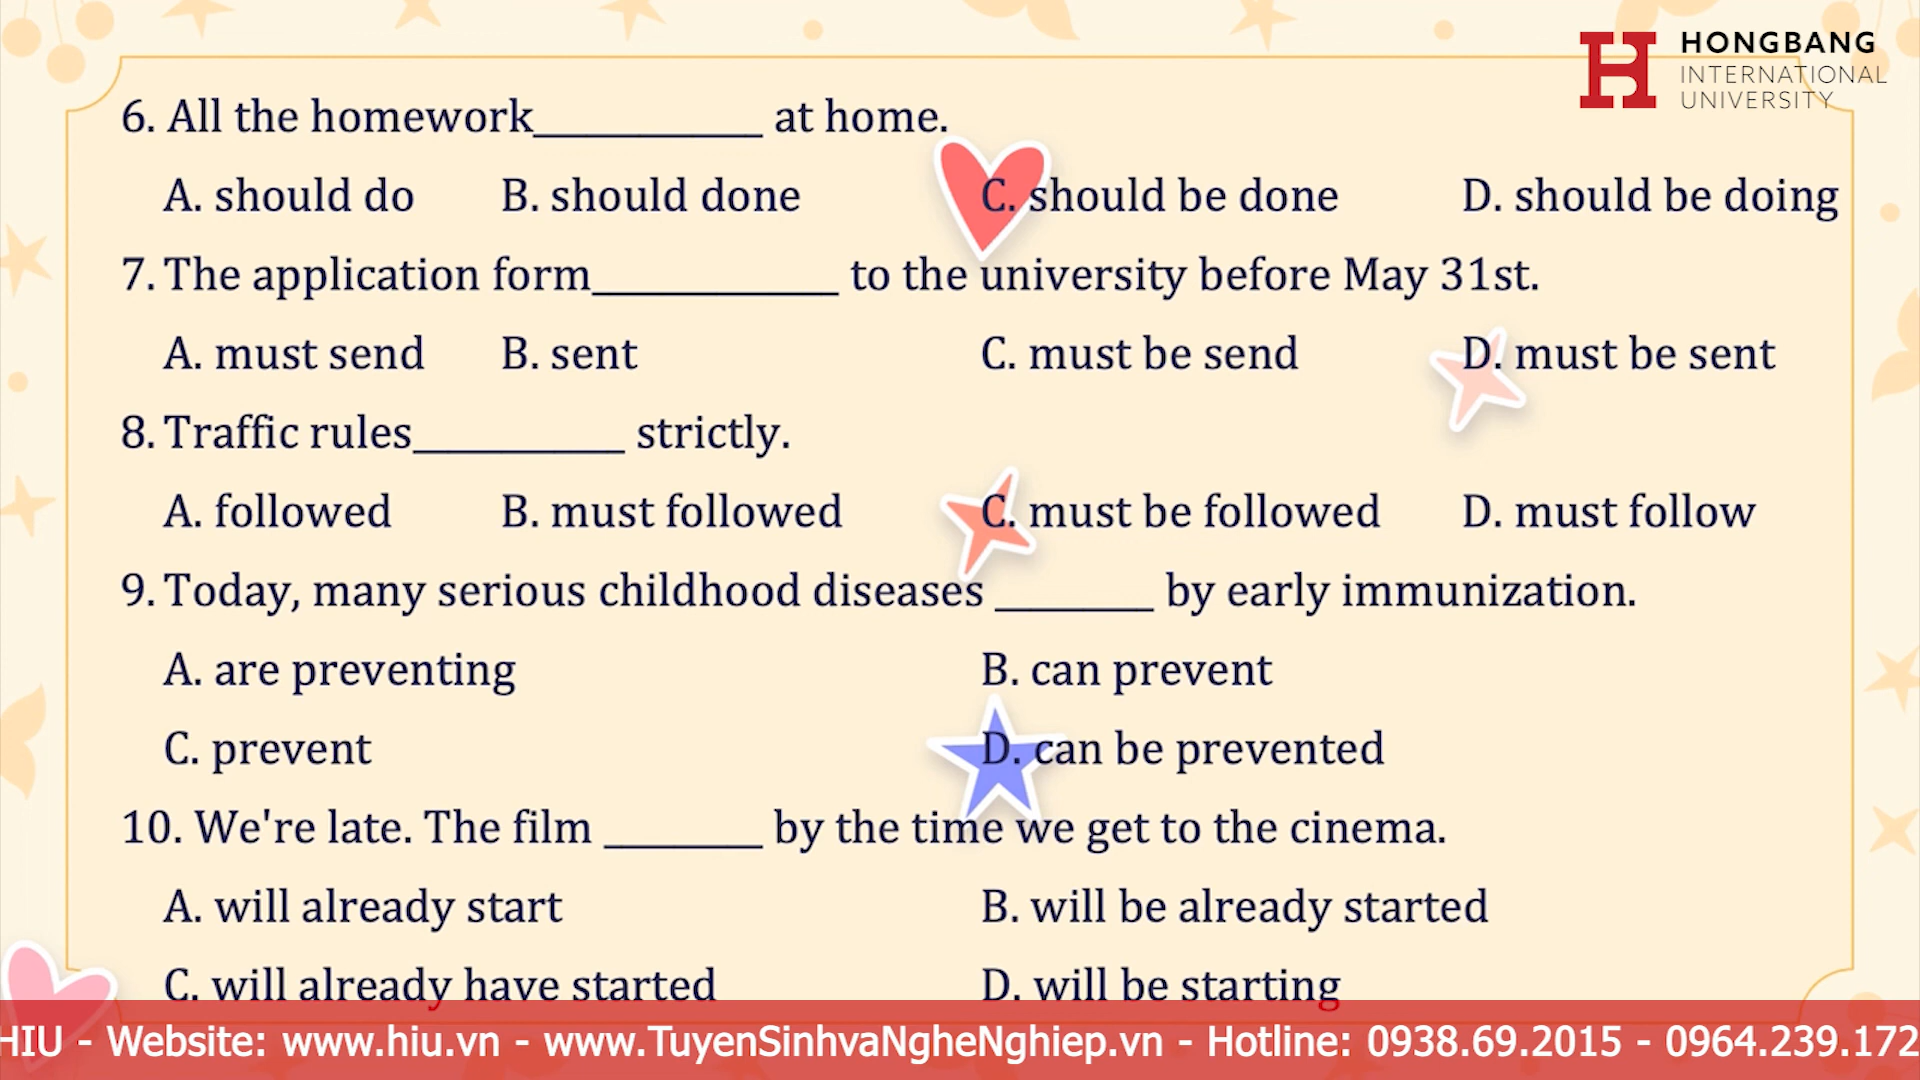 HONGBANG
INTERNATIONAL
UNIVERSITY
6. All the homework____________ at home.
A. should do B. should done C. should be done D. should be doing
7. The application form_____________ to the university before May 31st.
A. must send B. sent C. must be send D. must be sent
8. Traffic rules___________ strictly.
A. followed B. must followed C. must be followed D. must follow
9. Today, many serious childhood diseases ________ by early immunization.
A. are preventing B. can prevent
C. prevent D. can be prevented
10. We're late. The film ________ by the time we get to the cinema.
A. will already start B. will be already started
C. will already have started D. will be starting
HIU - Website: www.hiu.vn - www.TuyenSinhvaNgheNghiep.vn - Hotline: 0938.69.2015 - 0964.239.172